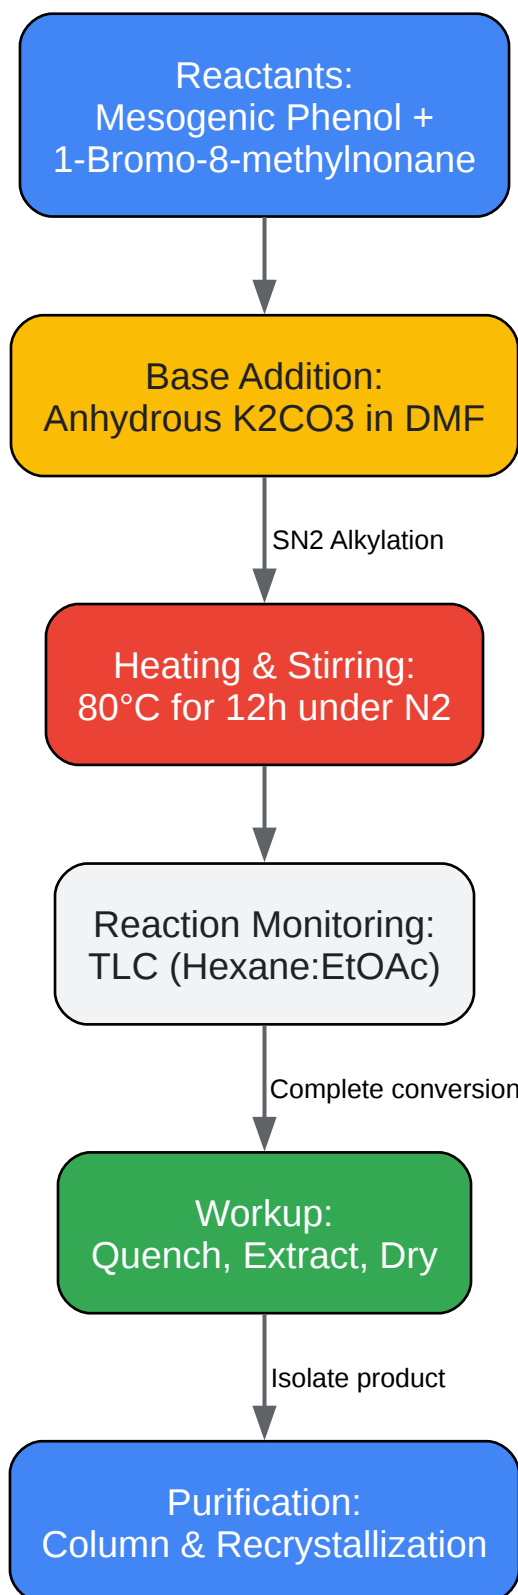 Reactants:
Mesogenic Phenol +
1-Bromo-8-methylnonane
Base Addition:
Anhydrous K2CO3 in DMF
SN2 Alkylation
Heating & Stirring:
80°C for 12h under N2
Reaction Monitoring:
TLC (Hexane:EtOAc)
Complete conversion
Workup:
Quench, Extract, Dry
Isolate product
Purification:
Column & Recrystallization